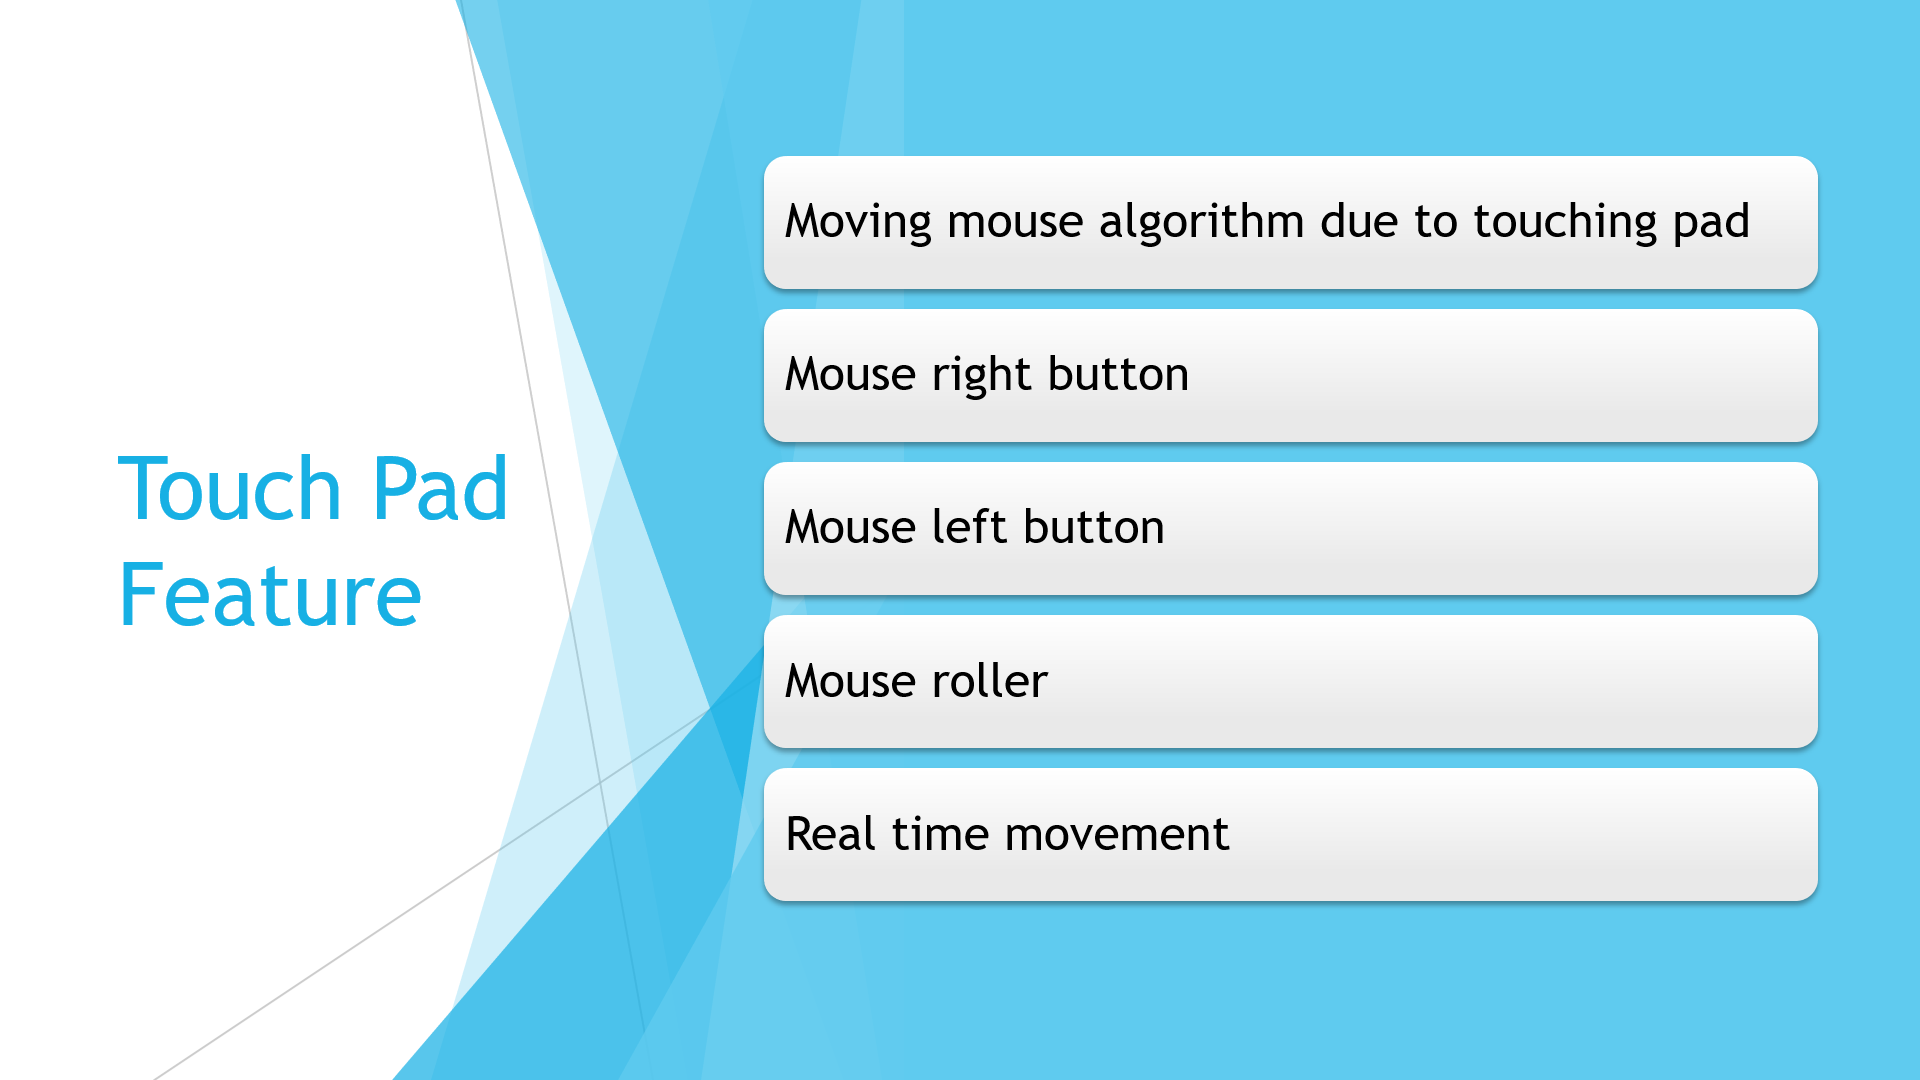 Touch Pad
Feature
Moving mouse algorithm due to touching pad
Mouse right button
Mouse left button
Mouse roller
Real time movement